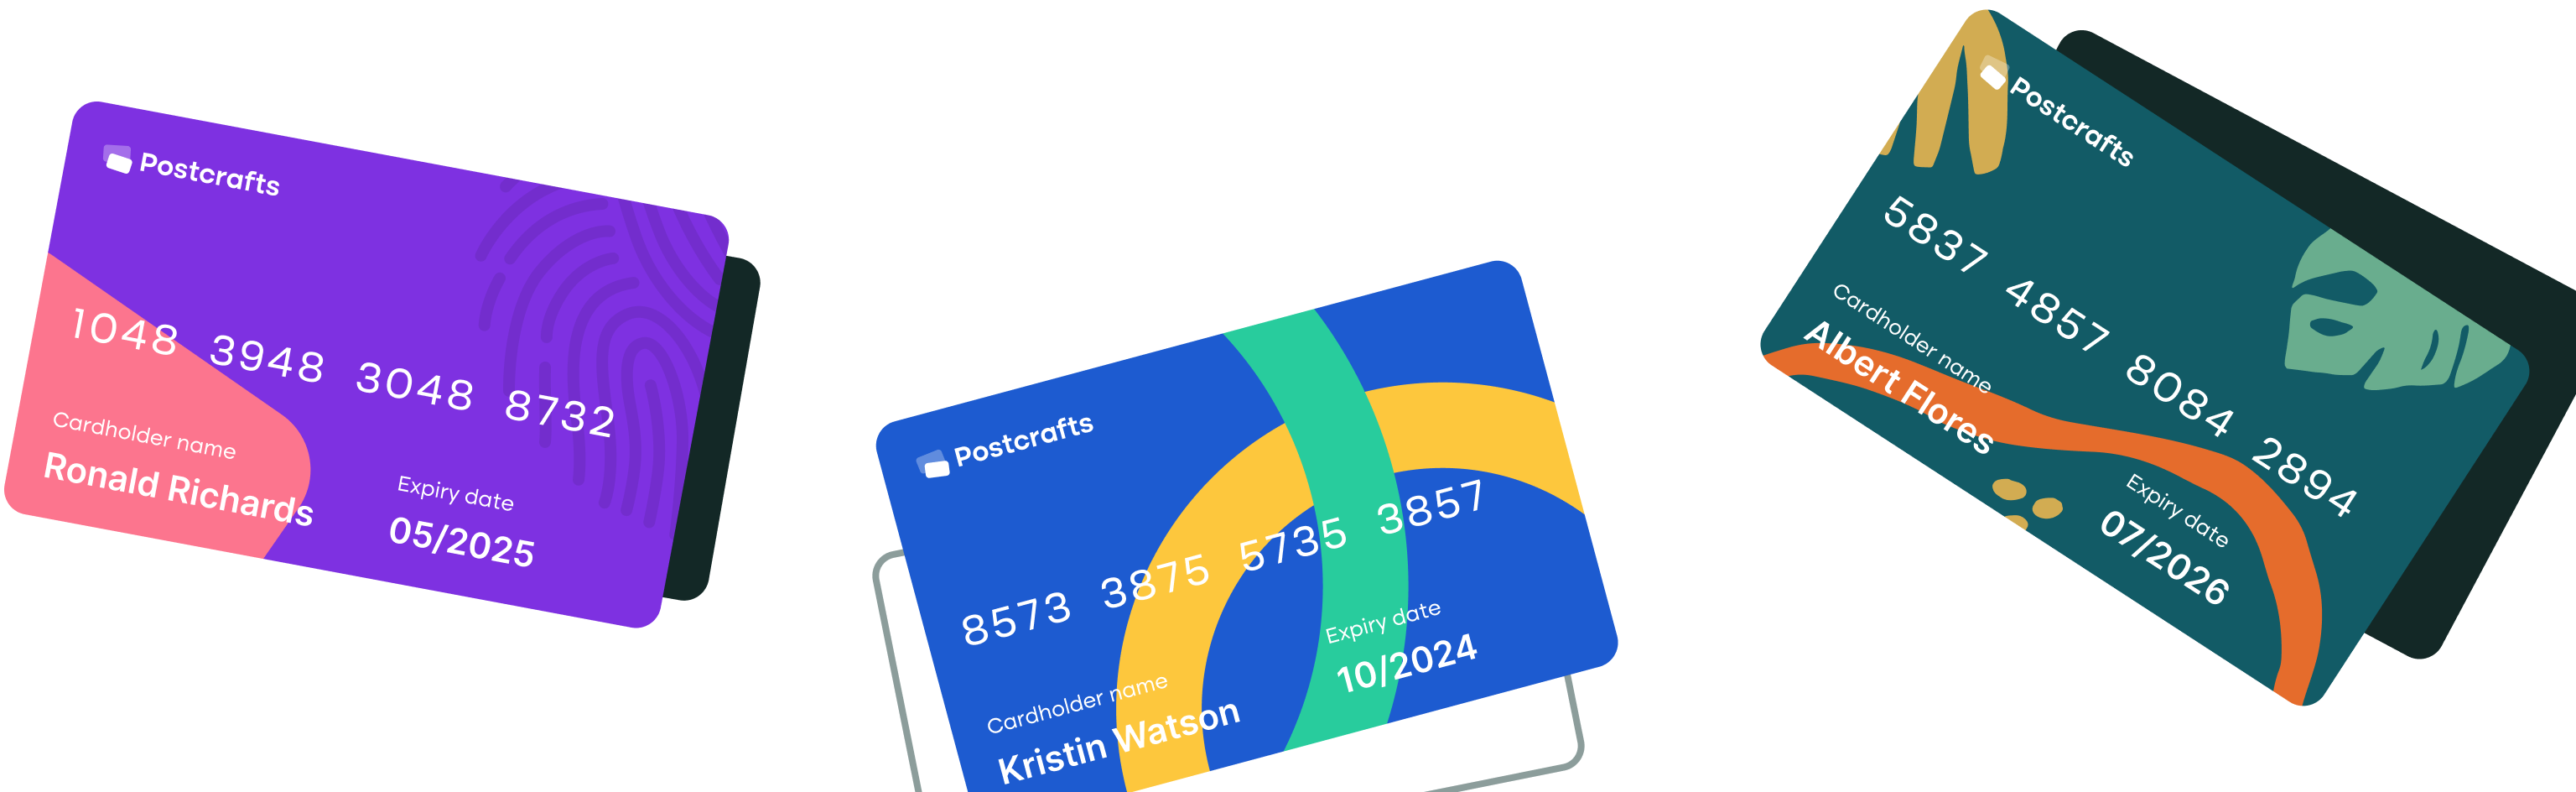 Postcrafts
1048 3948 3048 8732
Cardholder name
Ronald Richards
Expiry date
05/2025
Postcrafts
8573 3875 5735 3857
Cardholder name
Kristin Watson
Expiry date
10/2024
Postcrafts
5837 4857 8084 2894
Cardholder name
Albert Flores
Expiry date
07/2026